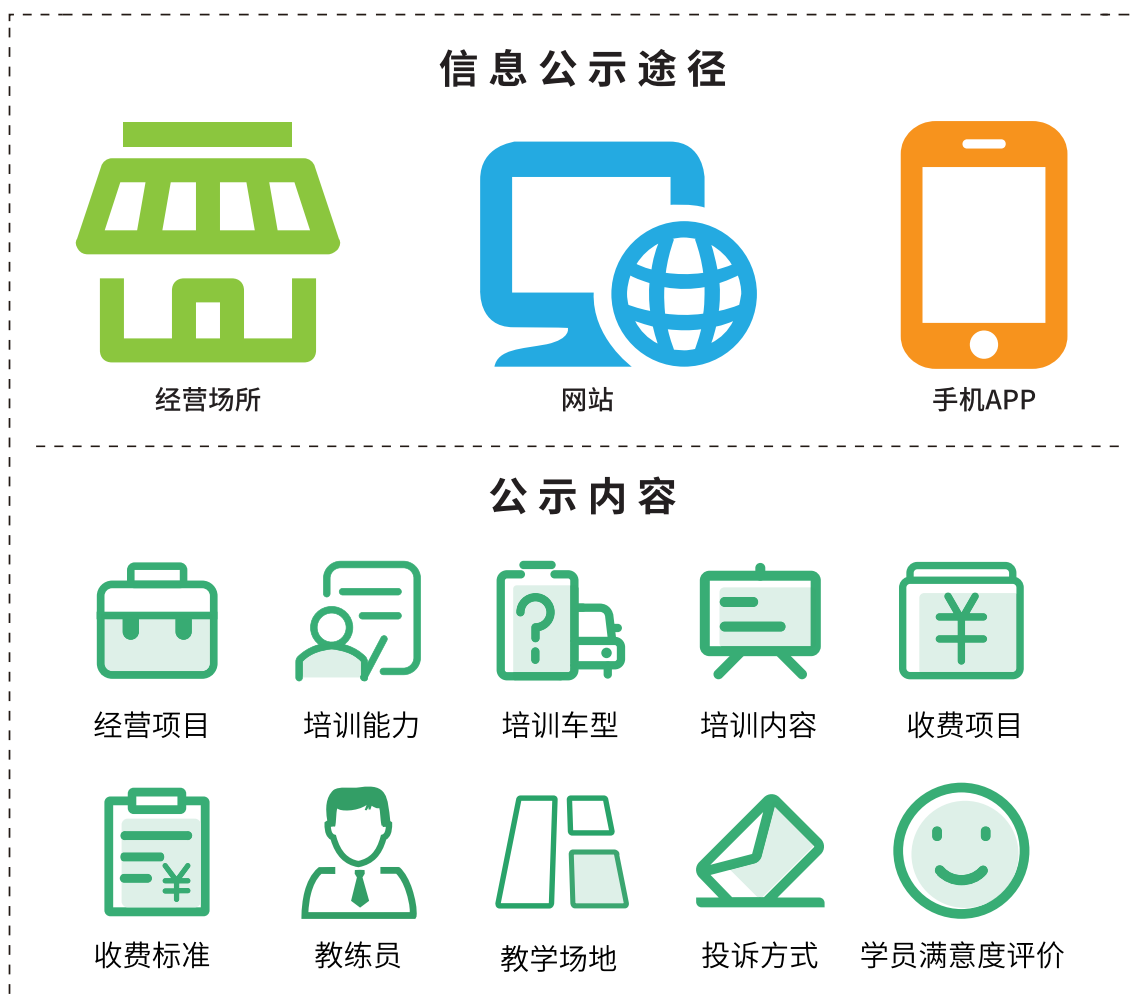 信息公示途径
经营场所
网站
手机APP
公示内容
经营项目
培训能力
培训车型
培训内容
收费项目
收费标准
教练员
教学场地
投诉方式
学员满意度评价